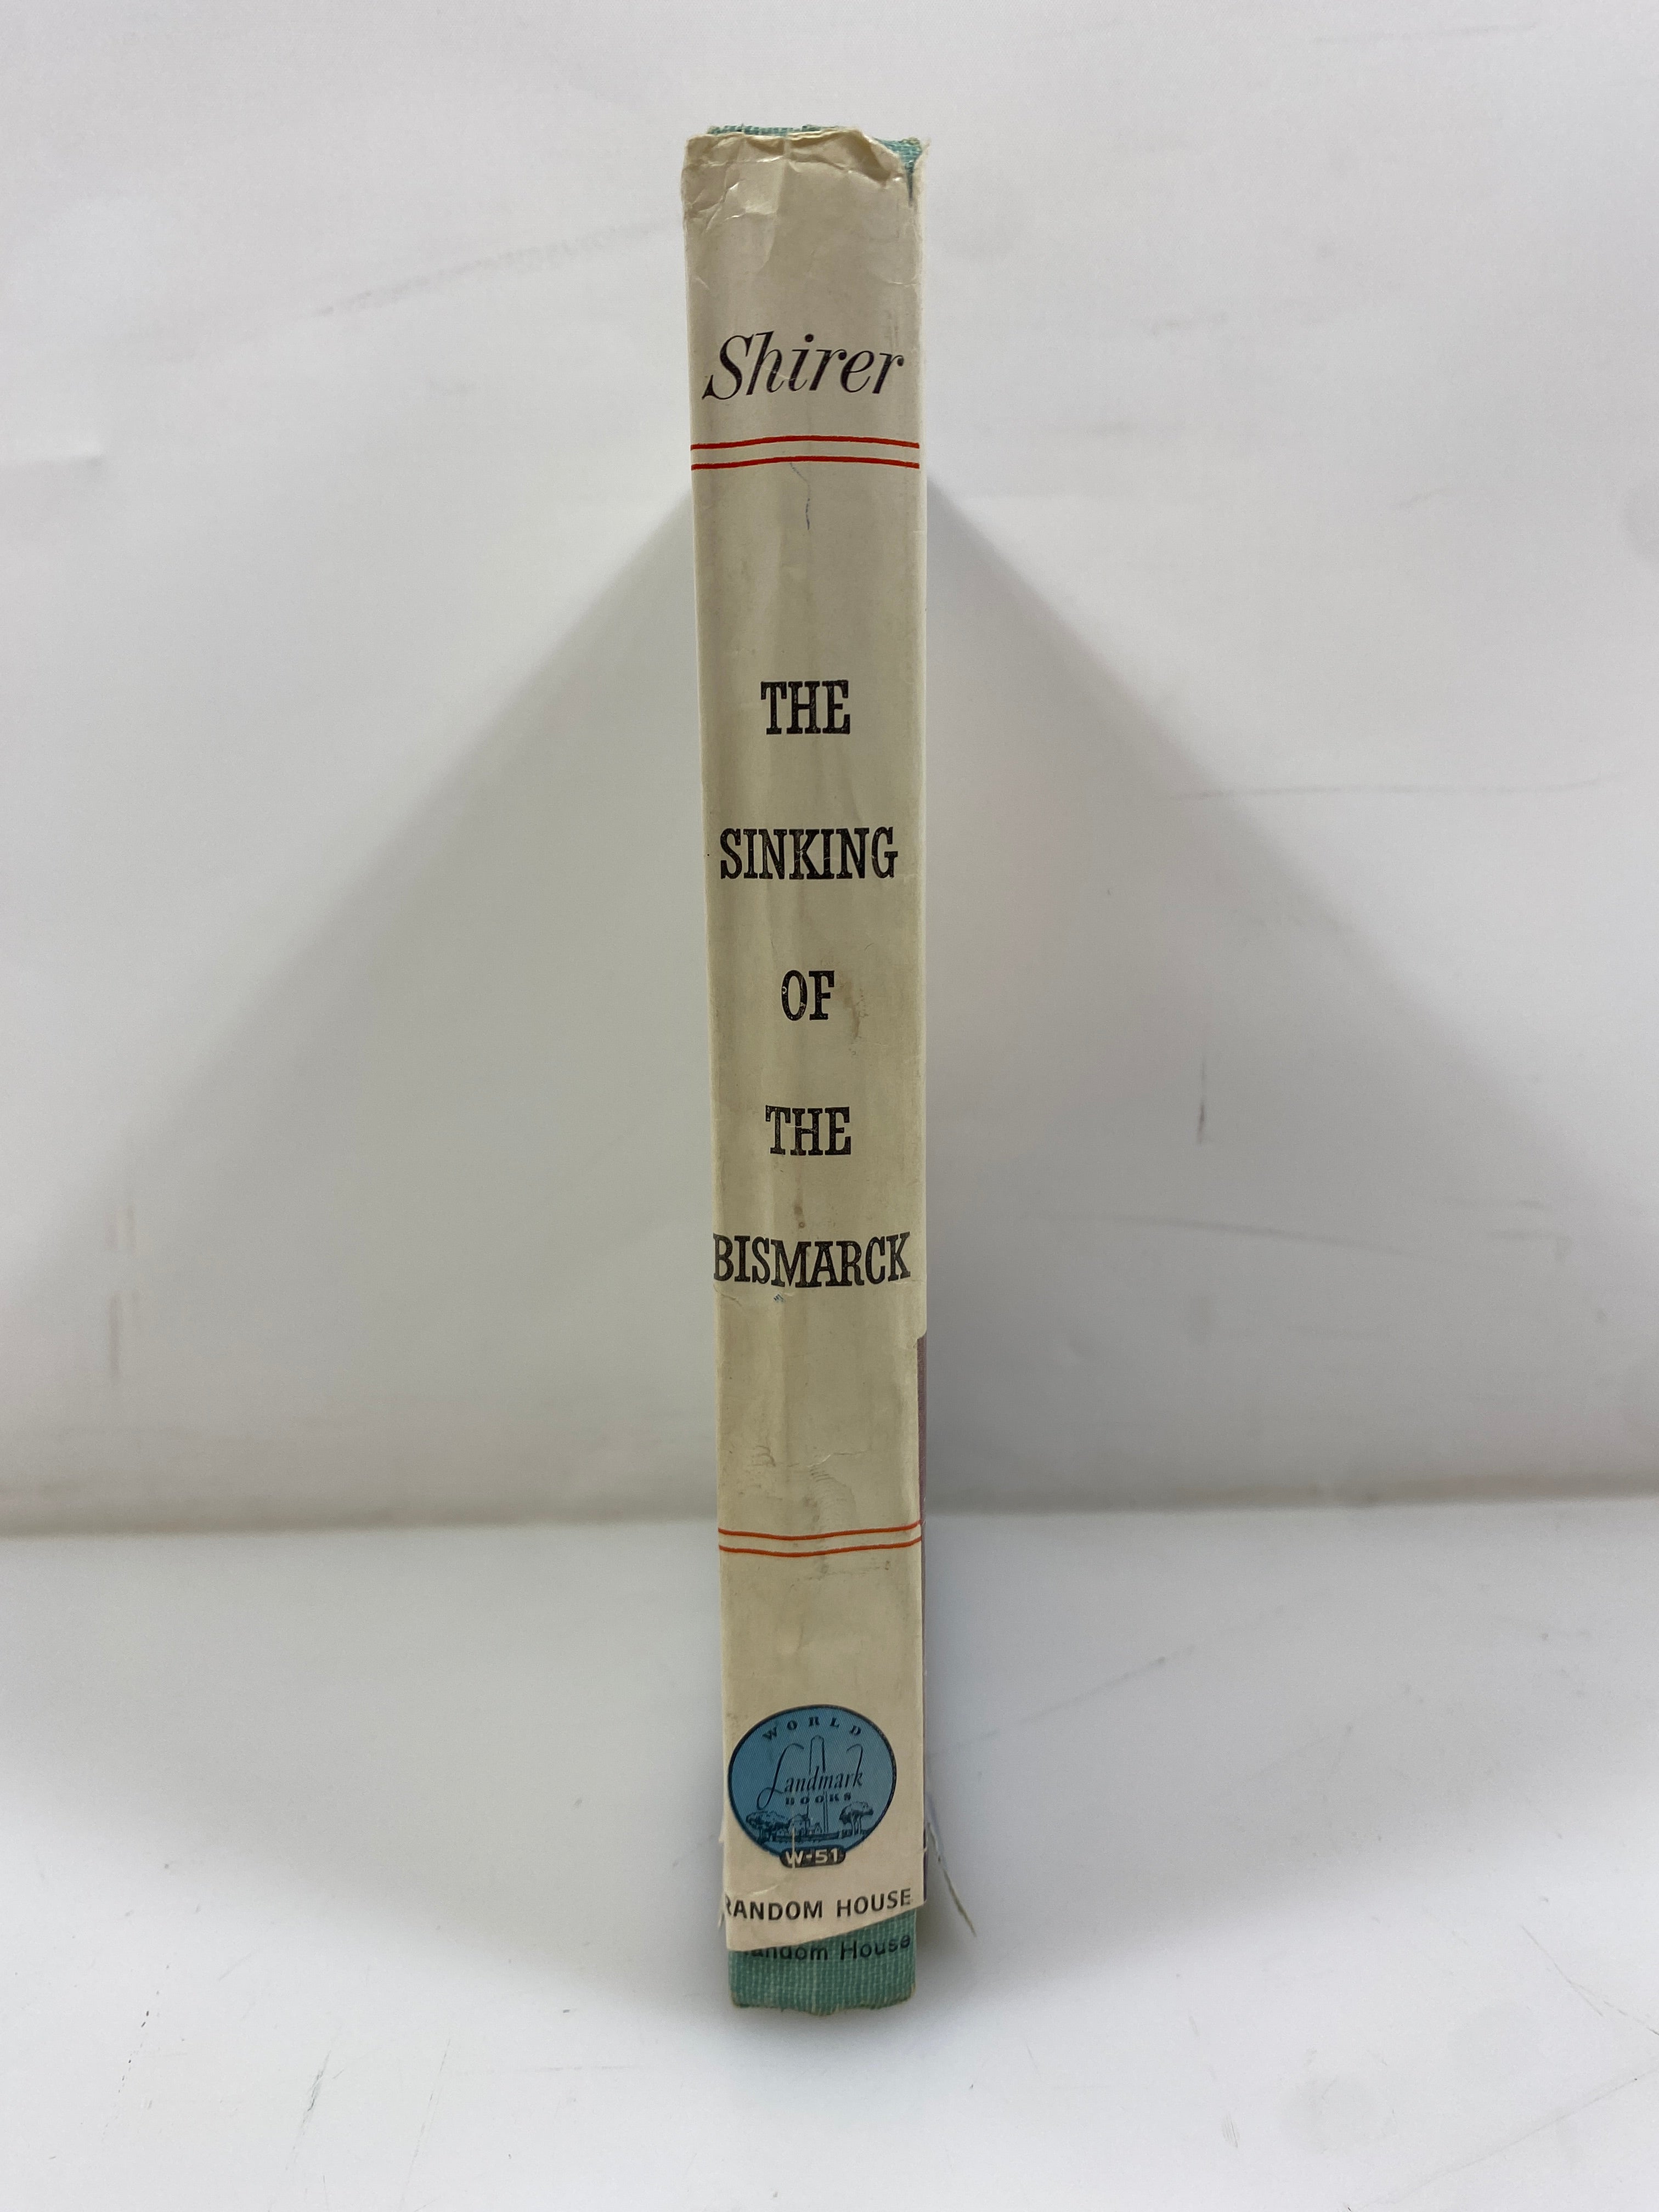 Shirer
THE
SINKING
OF
THE
BISMARCK
WORLD
Landmark
BOOKS
W-51
RANDOM HOUSE
Random House